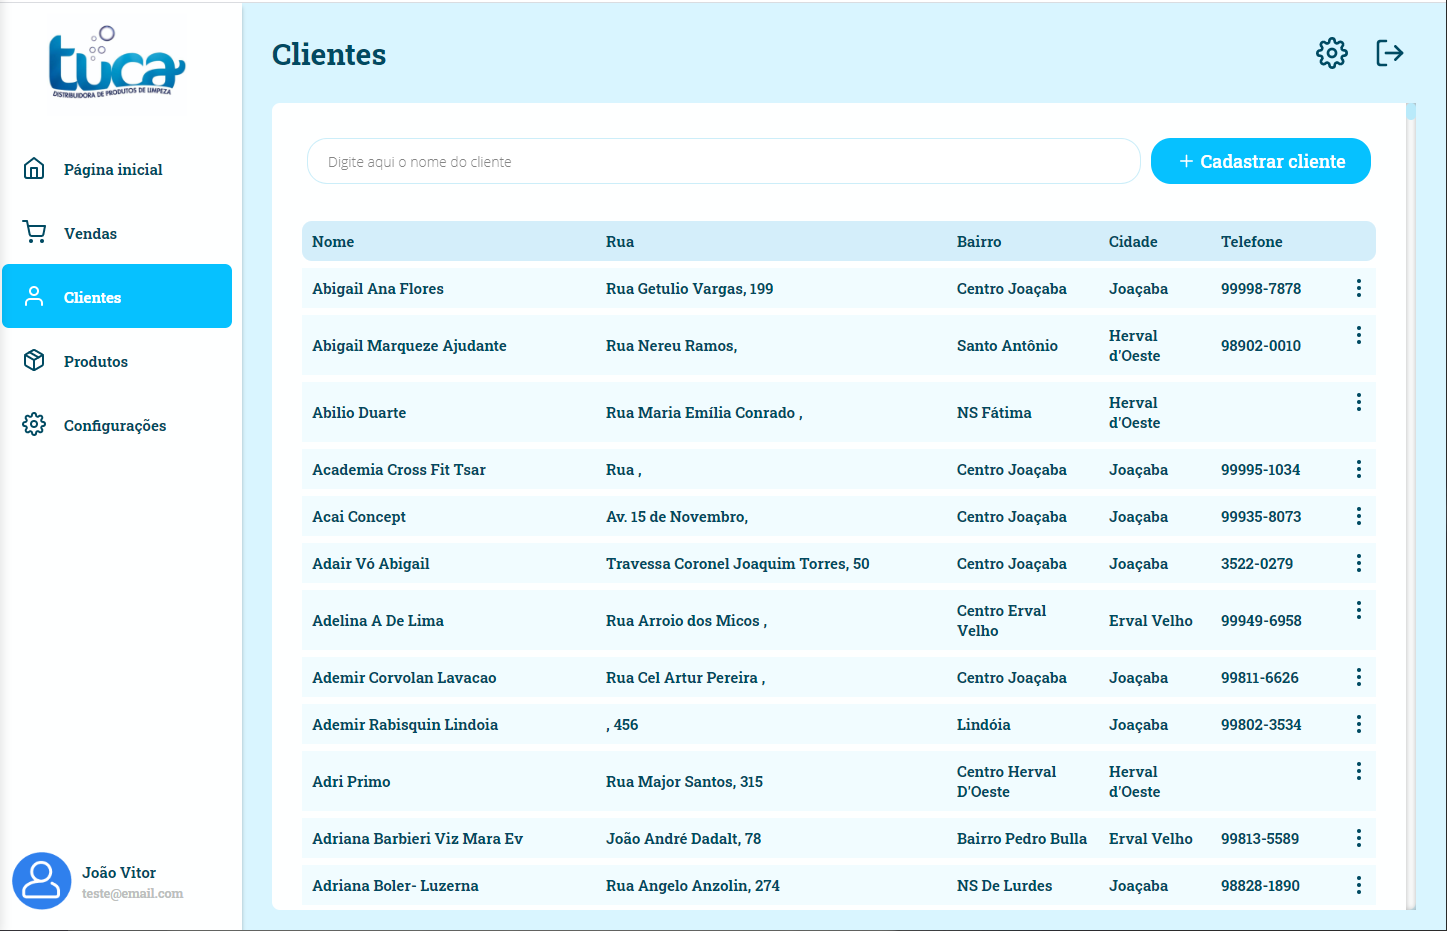 tuca
DISTRIBUIDORA DE PRODUTOS DE LIMPEZA
Página inicial
Vendas
Clientes
Produtos
Configurações
João Vitor
teste@email.com
Clientes
Digite aqui o nome do cliente
+ Cadastrar cliente
Nome Rua Bairro Cidade Telefone
Abigail Ana Flores Rua Getulio Vargas, 199 Centro Joaçaba Joaçaba 99998-7878
Abigail Marqueze Ajudante Rua Nereu Ramos, Santo Antônio Herval d'Oeste 98902-0010
Abilio Duarte Rua Maria Emília Conrado , NS Fátima Herval d'Oeste
Academia Cross Fit Tsar Rua , Centro Joaçaba Joaçaba 99995-1034
Acai Concept Av. 15 de Novembro, Centro Joaçaba Joaçaba 99935-8073
Adair Vó Abigail Travessa Coronel Joaquim Torres, 50 Centro Joaçaba Joaçaba 3522-0279
Adelina A De Lima Rua Arroio dos Micos , Centro Erval Velho Erval Velho 99949-6958
Ademir Corvolan Lavacao Rua Cel Artur Pereira , Centro Joaçaba Joaçaba 99811-6626
Ademir Rabisquin Lindoia , 456 Lindóia Joaçaba 99802-3534
Adri Primo Rua Major Santos, 315 Centro Herval D'Oeste Herval d'Oeste
Adriana Barbieri Viz Mara Ev João André Dadalt, 78 Bairro Pedro Bulla Erval Velho 99813-5589
Adriana Boler- Luzerna Rua Angelo Anzolin, 274 NS De Lurdes Joaçaba 98828-1890